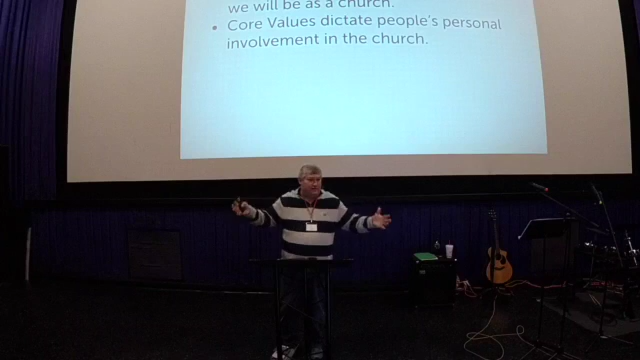 we will be as a church.
• Core Values dictate people's personal
involvement in the church.